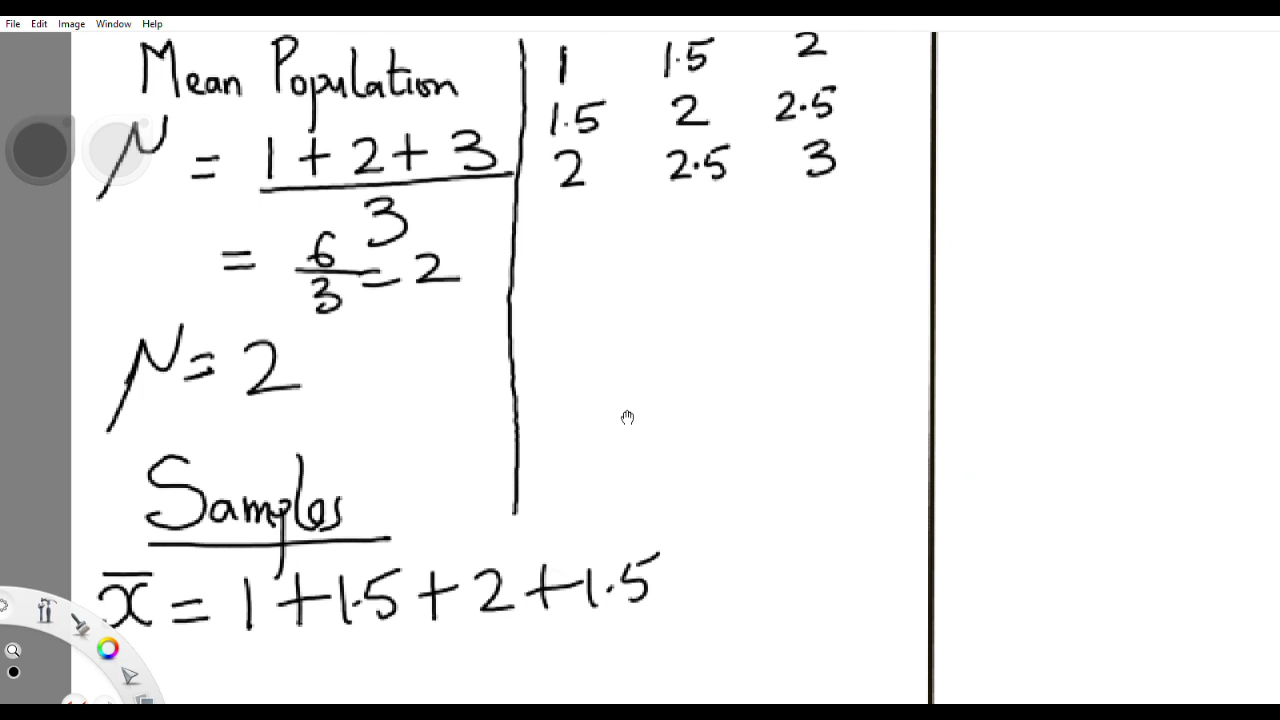 File Edit Image Window Help
Mean Population
μ = 1 + 2 + 3
3
= 6/3 = 2
μ = 2
1 1.5 2
1.5 2 2.5
2 2.5 3
Samples
x̄ = 1 + 1.5 + 2 + 1.5